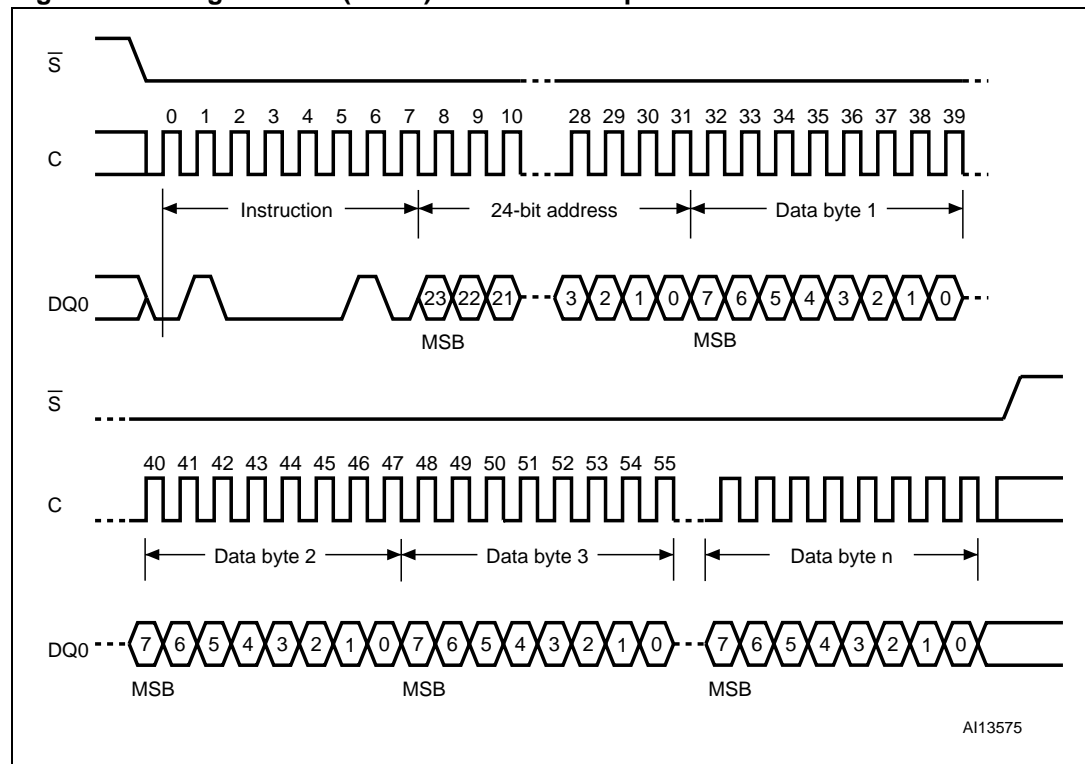 S
0 1 2 3 4 5 6 7 8 9 10 28 29 30 31 32 33 34 35 36 37 38 39
C
Instruction 24-bit address Data byte 1
DQ0 23 22 21 3 2 1 0 7 6 5 4 3 2 1 0
MSB MSB
S
40 41 42 43 44 45 46 47 48 49 50 51 52 53 54 55
C
Data byte 2 Data byte 3 Data byte n
DQ0 7 6 5 4 3 2 1 0 7 6 5 4 3 2 1 0 7 6 5 4 3 2 1 0
MSB MSB MSB
AI13575